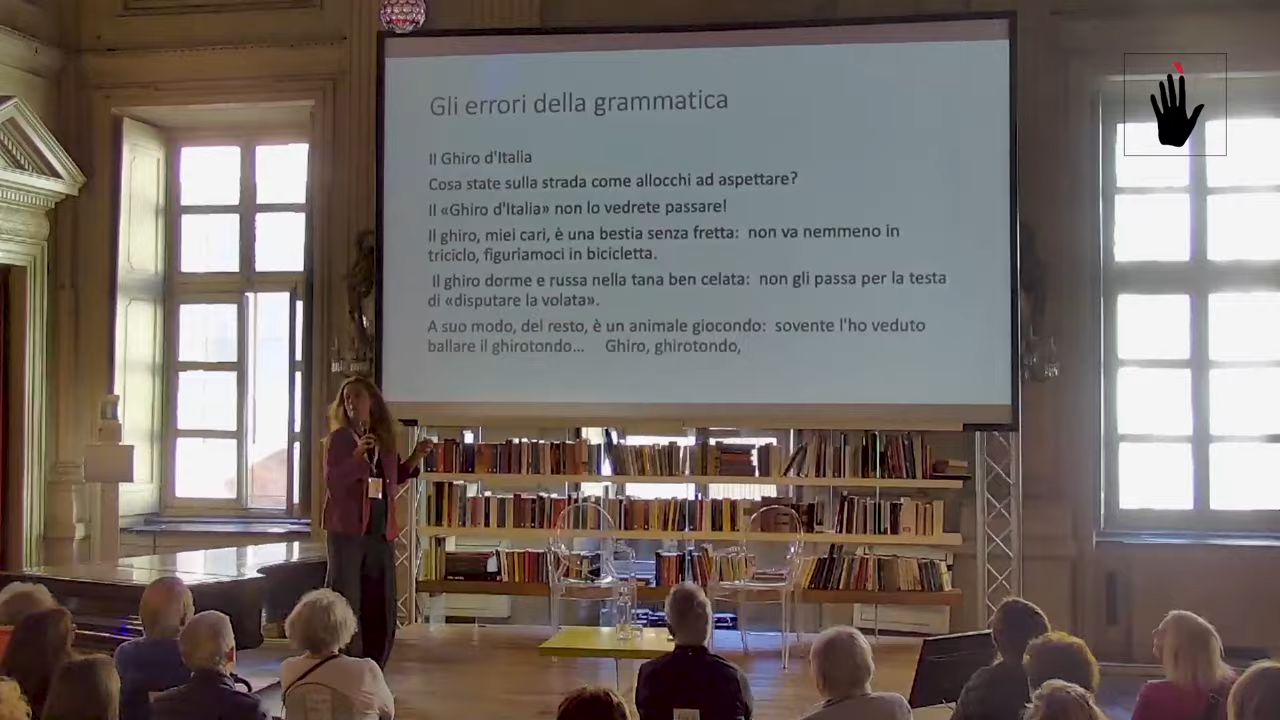 Gli errori della grammatica
Il Ghiro d'Italia
Cosa state sulla strada come allocchi ad aspettare?
Il «Ghiro d'Italia» non lo vedrete passare!
Il ghiro, miei cari, è una bestia senza fretta: non va nemmeno in
triciclo, figuriamoci in bicicletta.
Il ghiro dorme e russa nella tana ben celata: non gli passa per la testa
di «disputare la volata».
A suo modo, del resto, è un animale giocondo: sovente l'ho veduto
ballare il ghirotondo... Ghiro, ghirotondo,